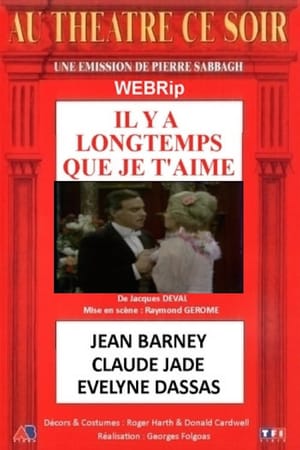 AU THEATRE CE SOIR
UNE EMISSION DE PIERRE SABBAGH
WEBRip
IL Y A
LONGTEMPS
QUE JE T'AIME
De Jacques DEVAL
Mise en scène : Raymond GEROME
JEAN BARNEY
CLAUDE JADE
EVELYNE DASSAS
Décors & Costumes : Roger Harth & Donald Cardwell
Réalisation : Georges Folgoas
TF1